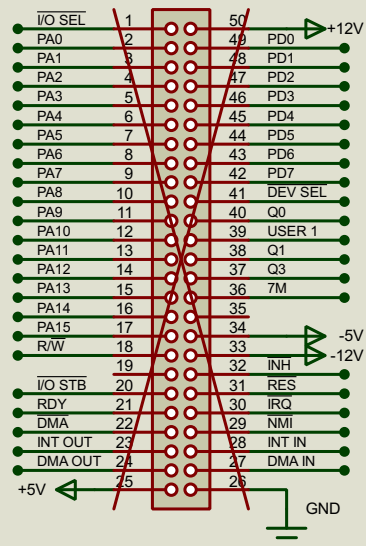 I/O SEL 1 50 +12V
PA0 2 49 PD0
PA1 3 48 PD1
PA2 4 47 PD2
PA3 5 46 PD3
PA4 6 45 PD4
PA5 7 44 PD5
PA6 8 43 PD6
PA7 9 42 PD7
PA8 10 41 DEV SEL
PA9 11 40 Q0
PA10 12 39 USER 1
PA11 13 38 Q1
PA12 14 37 Q3
PA13 15 36 7M
PA14 16 35
PA15 17 34 -5V
R/W 18 33 -12V
19 32 INH
I/O STB 20 31 RES
RDY 21 30 IRQ
DMA 22 29 NMI
INT OUT 23 28 INT IN
DMA OUT 24 27 DMA IN
+5V 25 26
GND